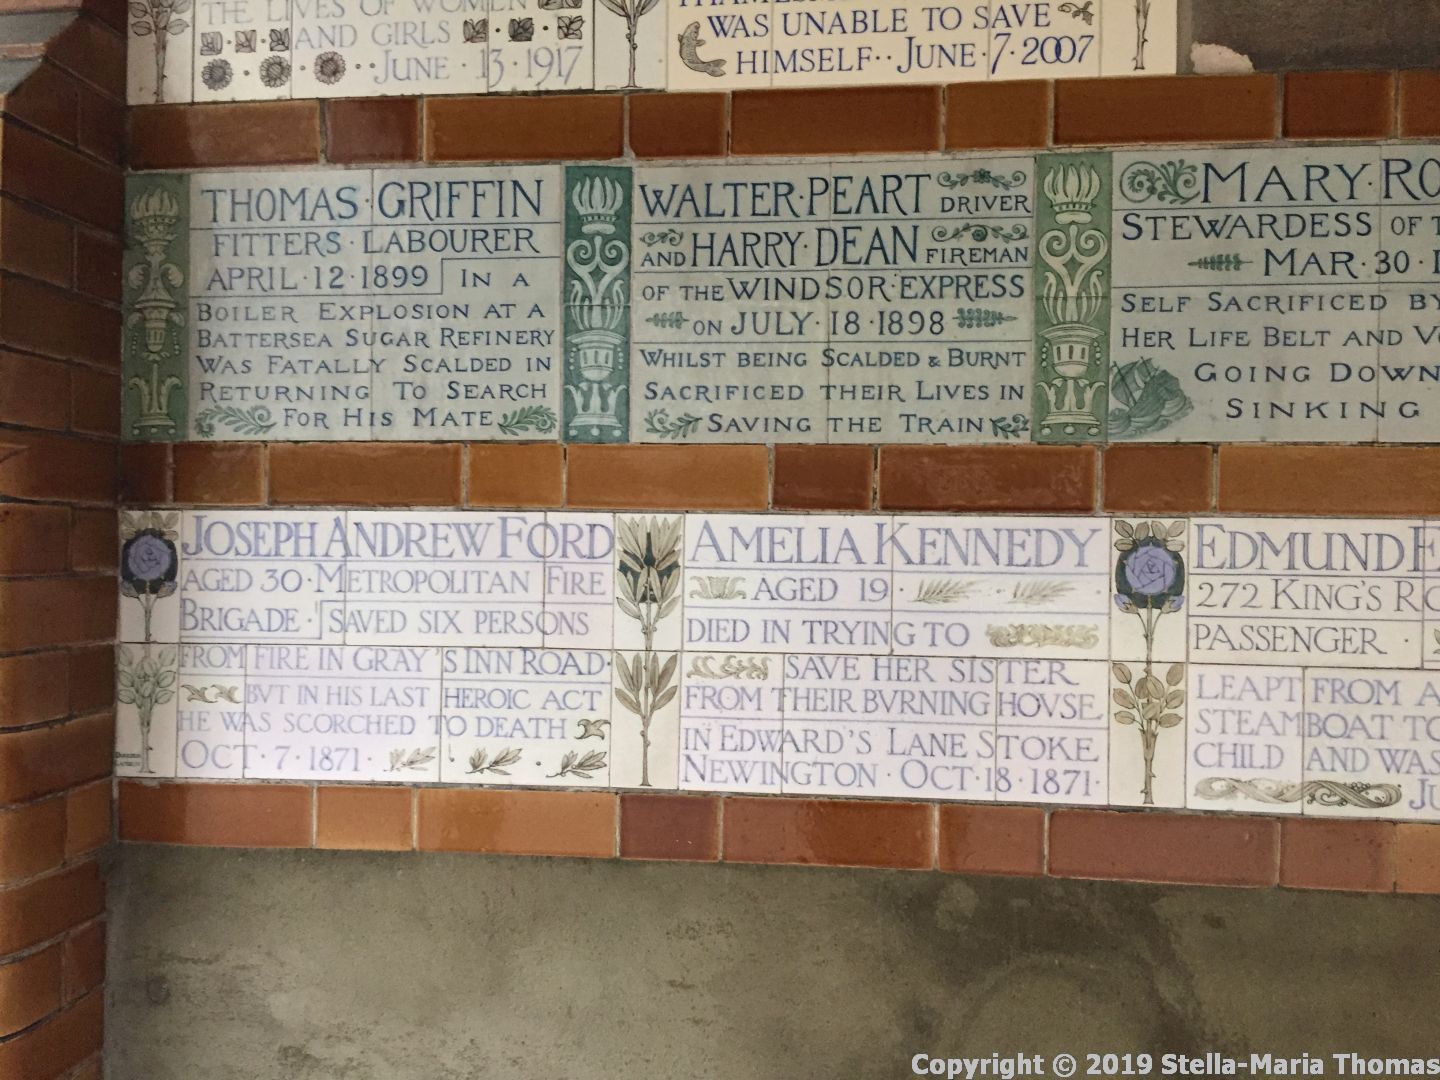 THE LIVES OF WOMEN
AND GIRLS
JUNE · 13 · 1917
WAS UNABLE TO SAVE
HIMSELF·· JUNE·7·2007
THOMAS·GRIFFIN
FITTERS·LABOURER
APRIL·12·1899 IN A
BOILER EXPLOSION AT A
BATTERSEA SUGAR REFINERY
WAS FATALLY SCALDED IN
RETURNING TO SEARCH
FOR HIS MATE
WALTER·PEART DRIVER
AND HARRY·DEAN FIREMAN
OF THE WINDSOR·EXPRESS
ON JULY·18·1898
WHILST BEING SCALDED & BURNT
SACRIFICED THEIR LIVES IN
SAVING THE TRAIN
MARY·RO
STEWARDESS OF
MAR·30·
SELF SACRIFICED BY
HER LIFE BELT AND
GOING DOWN
SINKING
JOSEPH ANDREW FORD
AGED 30·METROPOLITAN FIRE
BRIGADE· SAVED SIX PERSONS
FROM FIRE IN GRAY'S INN ROAD·
BVT IN HIS LAST HEROIC ACT
HE WAS SCORCHED TO DEATH
OCT·7·1871·
AMELIA KENNEDY
AGED 19·
DIED IN TRYING TO
SAVE HER SISTER
FROM THEIR BVRNING HOVSE
IN EDWARD'S LANE STOKE
NEWINGTON·OCT·18·1871·
EDMUND
272 KING'S RO
PASSENGER ·
LEAPT FROM A
STEAMBOAT TO
CHILD AND WAS
JU
Copyright © 2019 Stella-Maria Thomas